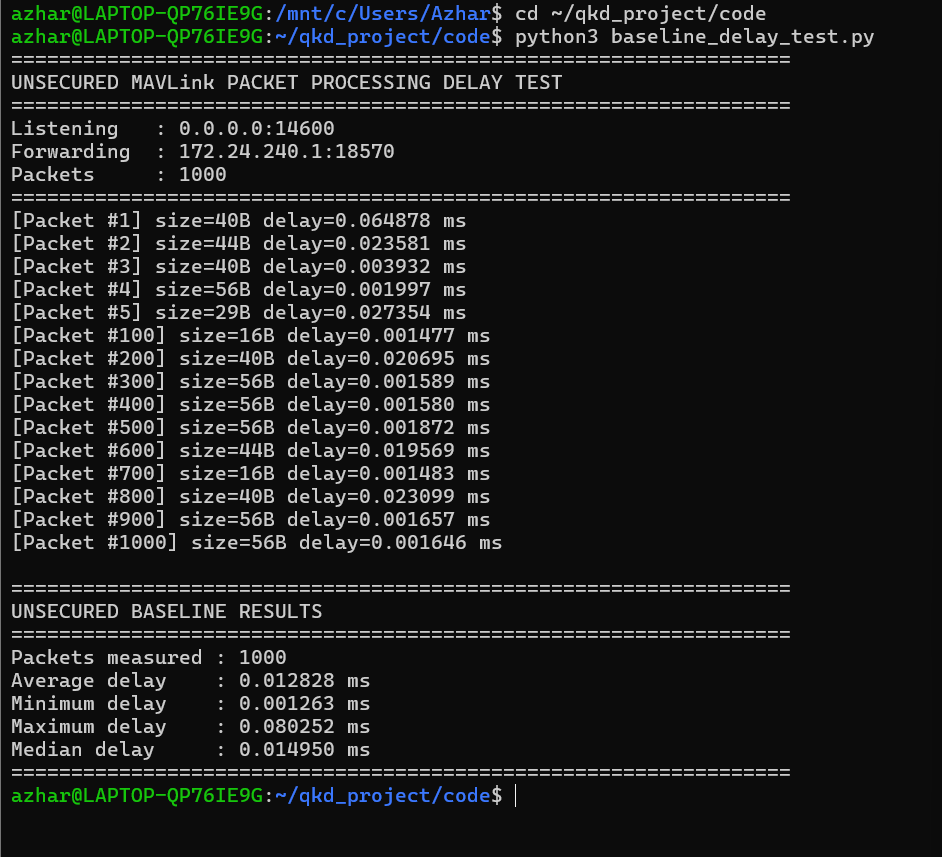 azhar@LAPTOP-QP76IE9G:/mnt/c/Users/Azhar$ cd ~/qkd_project/code
azhar@LAPTOP-QP76IE9G:~/qkd_project/code$ python3 baseline_delay_test.py
=================================================================
UNSECURED MAVLink PACKET PROCESSING DELAY TEST
=================================================================
Listening   : 0.0.0.0:14600
Forwarding  : 172.24.240.1:18570
Packets     : 1000
=================================================================
[Packet #1] size=40B delay=0.064878 ms
[Packet #2] size=44B delay=0.023581 ms
[Packet #3] size=40B delay=0.003932 ms
[Packet #4] size=56B delay=0.001997 ms
[Packet #5] size=29B delay=0.027354 ms
[Packet #100] size=16B delay=0.001477 ms
[Packet #200] size=40B delay=0.020695 ms
[Packet #300] size=56B delay=0.001589 ms
[Packet #400] size=56B delay=0.001580 ms
[Packet #500] size=56B delay=0.001872 ms
[Packet #600] size=44B delay=0.019569 ms
[Packet #700] size=16B delay=0.001483 ms
[Packet #800] size=40B delay=0.023099 ms
[Packet #900] size=56B delay=0.001657 ms
[Packet #1000] size=56B delay=0.001646 ms

=================================================================
UNSECURED BASELINE RESULTS
=================================================================
Packets measured : 1000
Average delay    : 0.012828 ms
Minimum delay    : 0.001263 ms
Maximum delay    : 0.080252 ms
Median delay     : 0.014950 ms
=================================================================
azhar@LAPTOP-QP76IE9G:~/qkd_project/code$